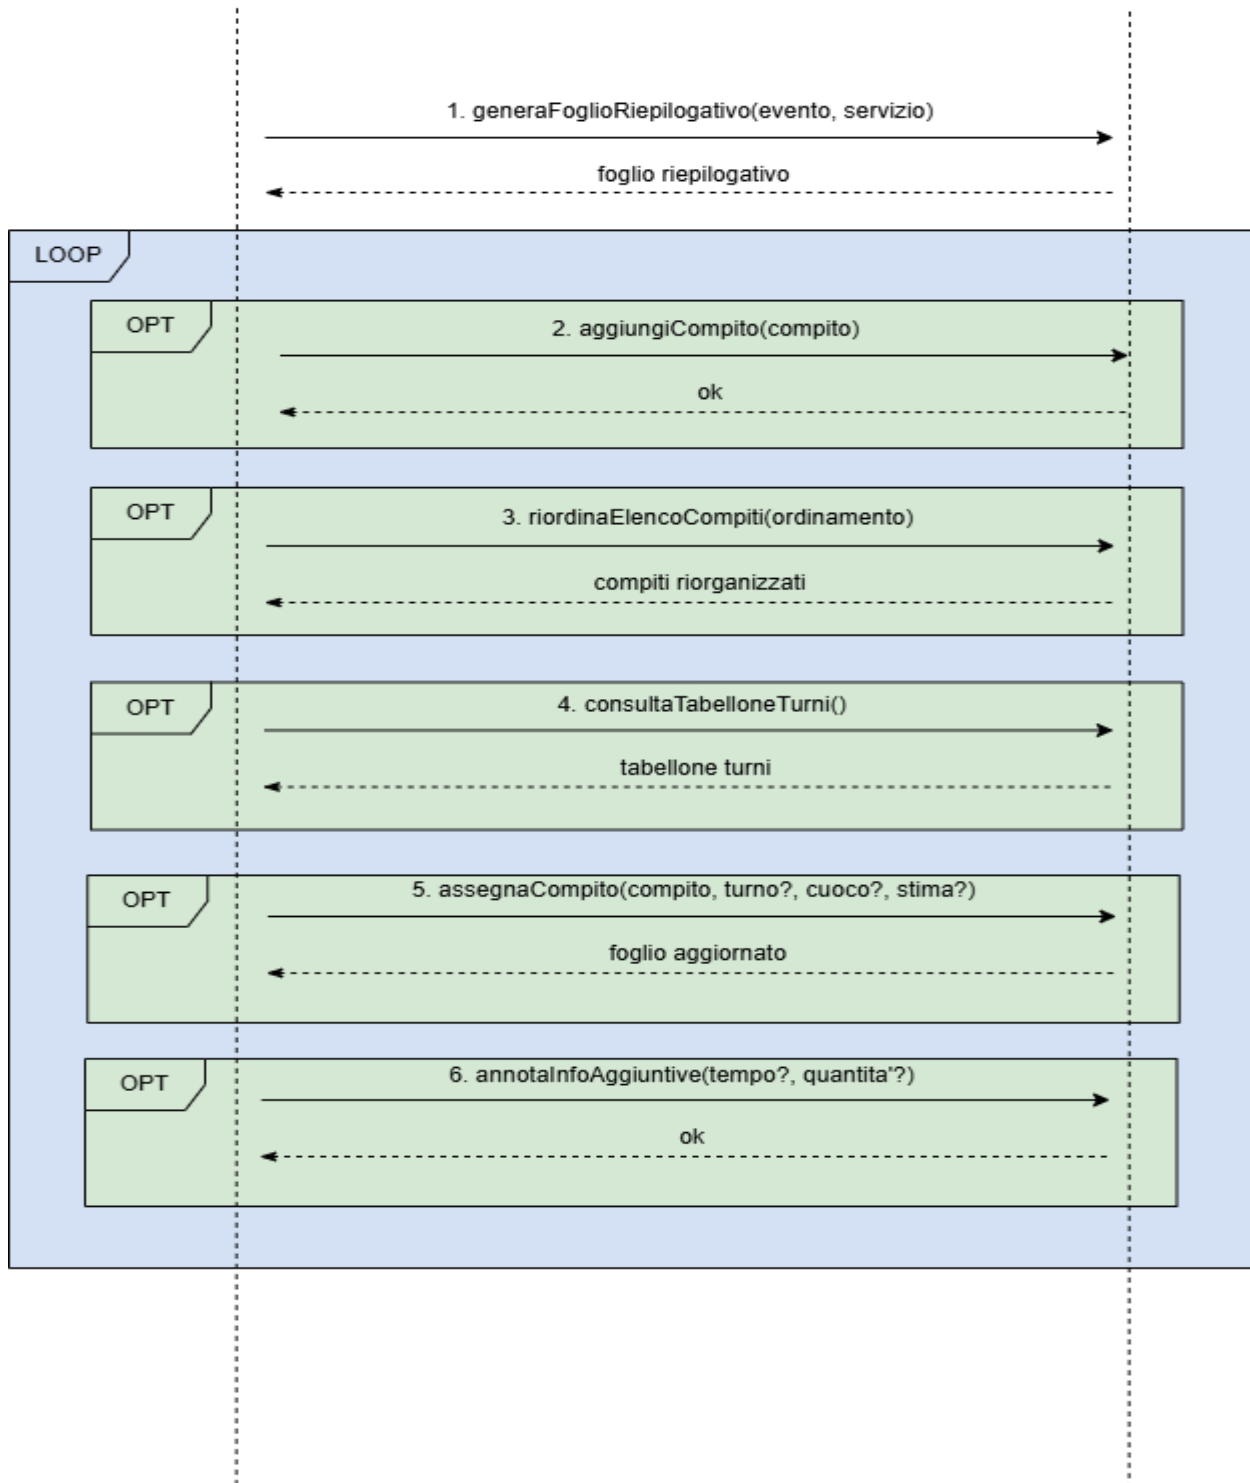 1. generaFoglioRiepilogativo(evento, servizio)
foglio riepilogativo
LOOP
OPT
2. aggiungiCompito(compito)
ok
OPT
3. riordinaElencoCompiti(ordinamento)
compiti riorganizzati
OPT
4. consultaTabelloneTurni()
tabellone turni
OPT
5. assegnaCompito(compito, turno?, cuoco?, stima?)
foglio aggiornato
OPT
6. annotaInfoAggiuntive(tempo?, quantita'?)
ok